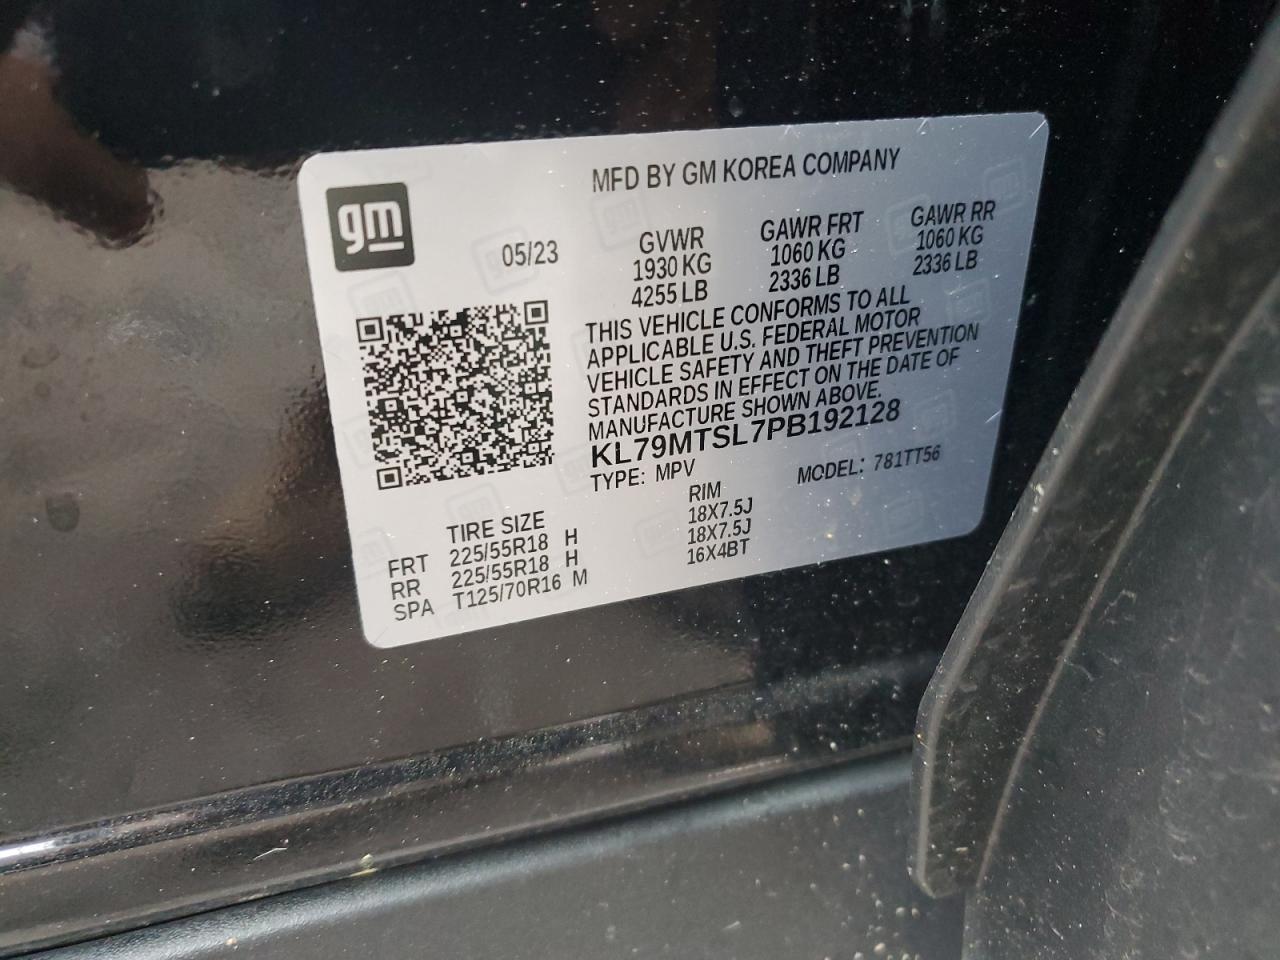 MFD BY GM KOREA COMPANY
gm
05/23
GVWR GAWR FRT GAWR RR
1930 KG 1060 KG 1060 KG
4255 LB 2336 LB 2336 LB
THIS VEHICLE CONFORMS TO ALL
APPLICABLE U.S. FEDERAL MOTOR
VEHICLE SAFETY AND THEFT PREVENTION
STANDARDS IN EFFECT ON THE DATE OF
MANUFACTURE SHOWN ABOVE.
KL79MTSL7PB192128
TYPE: MPV MODEL: 781TT56
TIRE SIZE RIM
FRT 225/55R18 H 18X7.5J
RR 225/55R18 H 18X7.5J
SPA T125/70R16 M 16X4BT